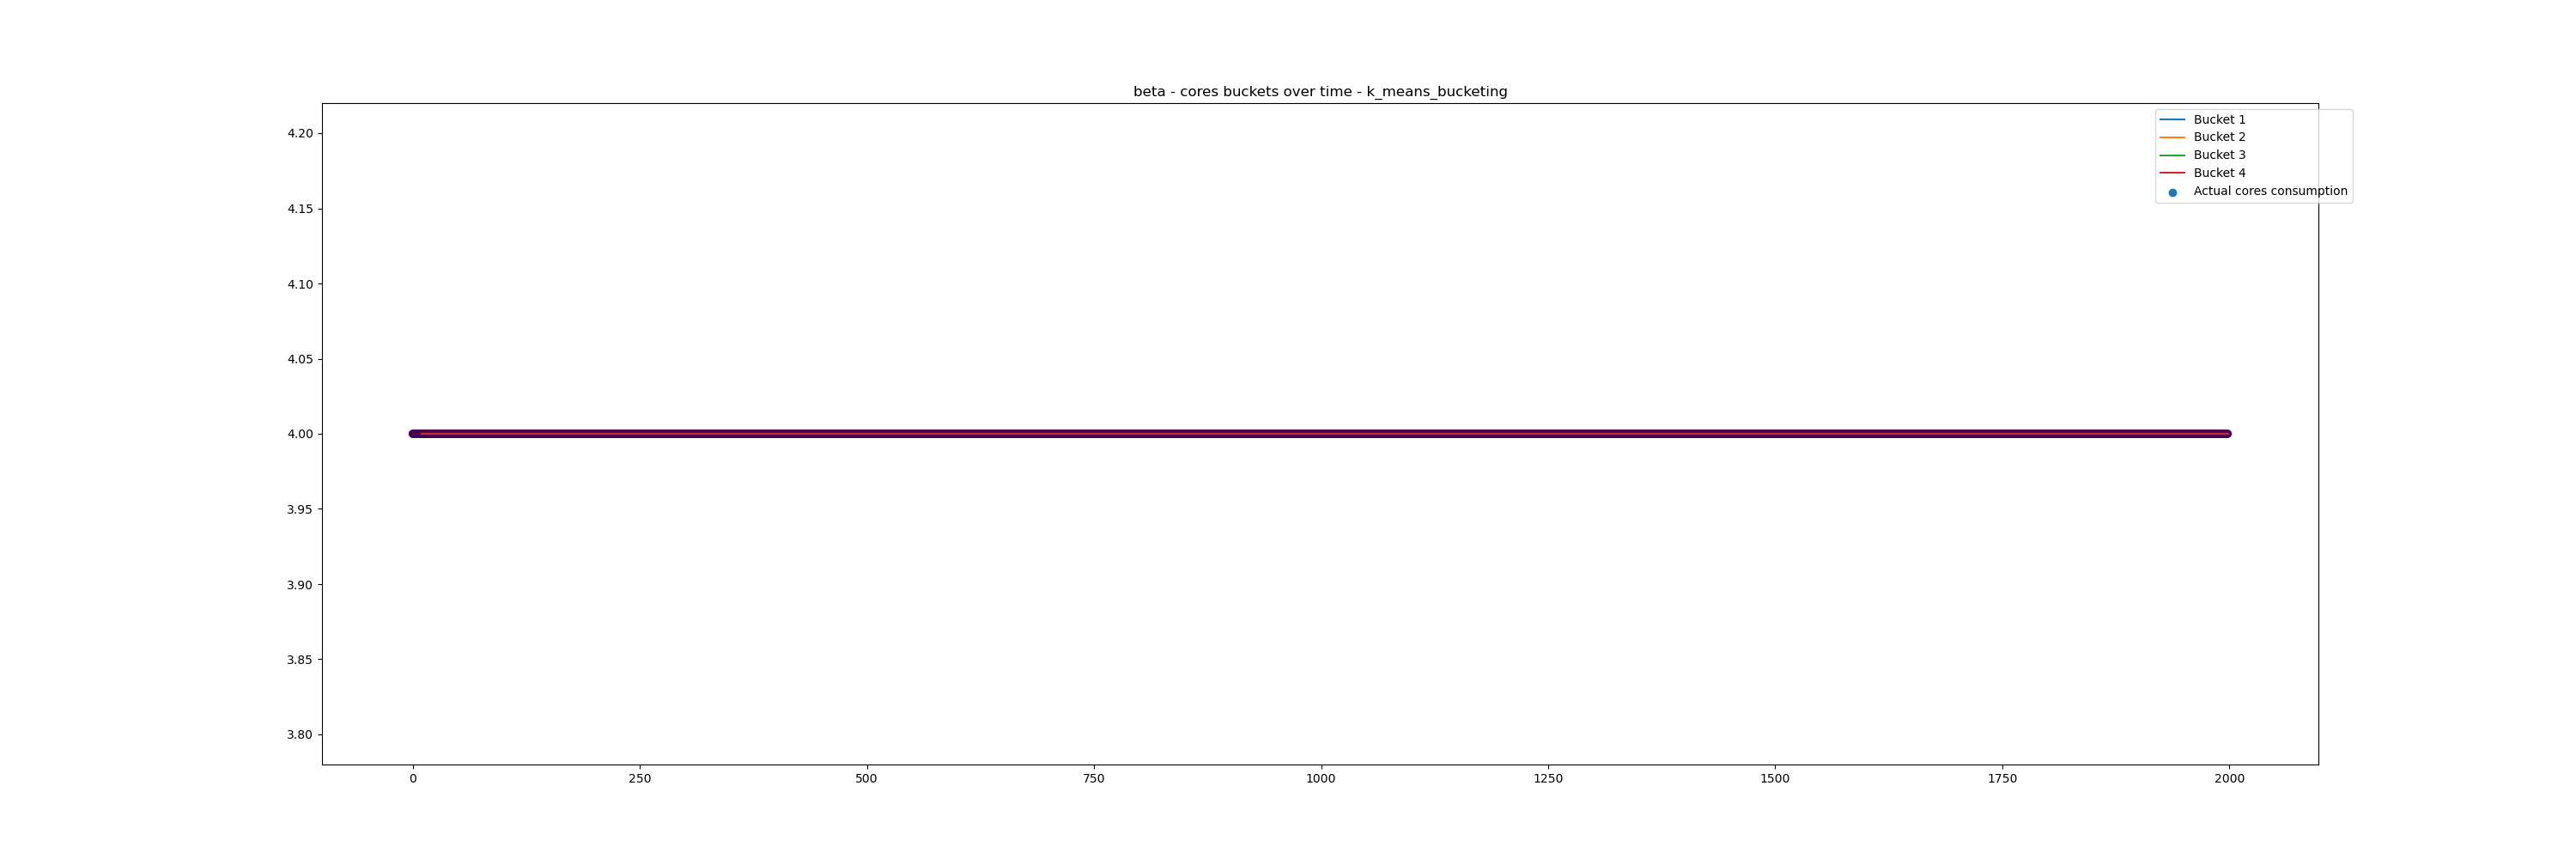 beta - cores buckets over time - k_means_bucketing
4.20
4.15
4.10
4.05
4.00
3.95
3.90
3.85
3.80
0 250 500 750 1000 1250 1500 1750 2000
Bucket 1
Bucket 2
Bucket 3
Bucket 4
Actual cores consumption